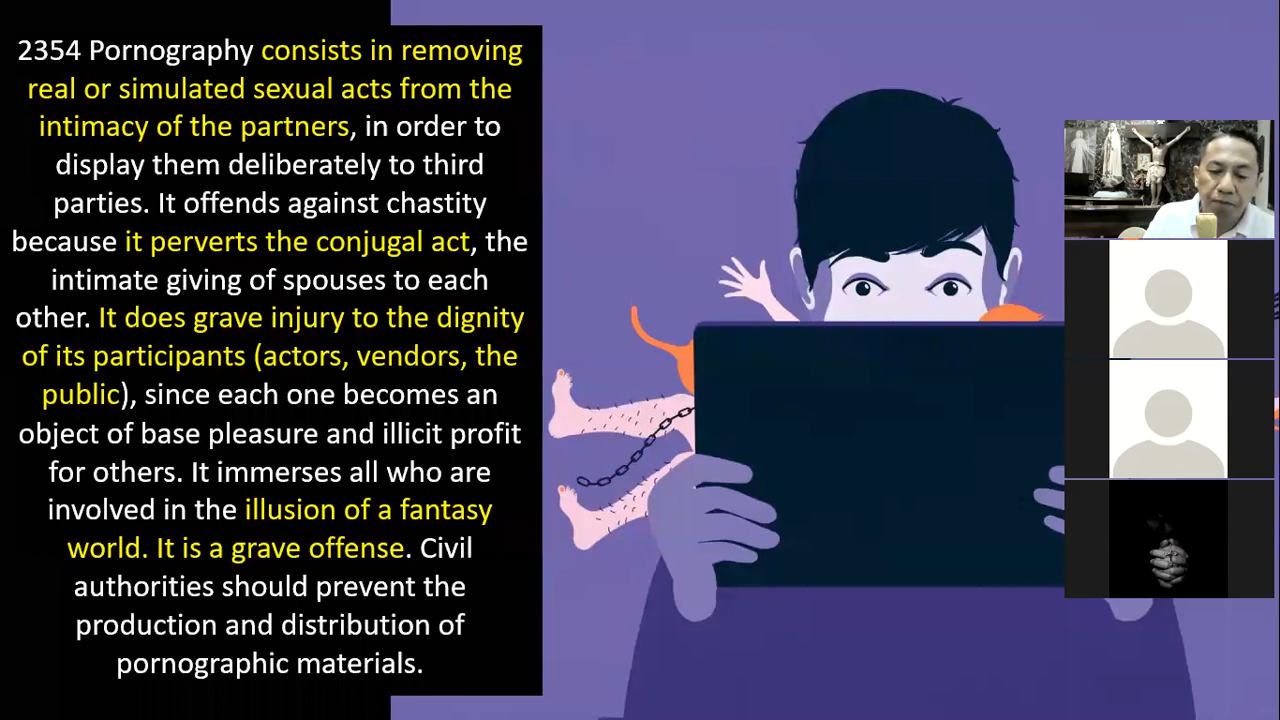 2354 Pornography consists in removing
real or simulated sexual acts from the
intimacy of the partners, in order to
display them deliberately to third
parties. It offends against chastity
because it perverts the conjugal act, the
intimate giving of spouses to each
other. It does grave injury to the dignity
of its participants (actors, vendors, the
public), since each one becomes an
object of base pleasure and illicit profit
for others. It immerses all who are
involved in the illusion of a fantasy
world. It is a grave offense. Civil
authorities should prevent the
production and distribution of
pornographic materials.